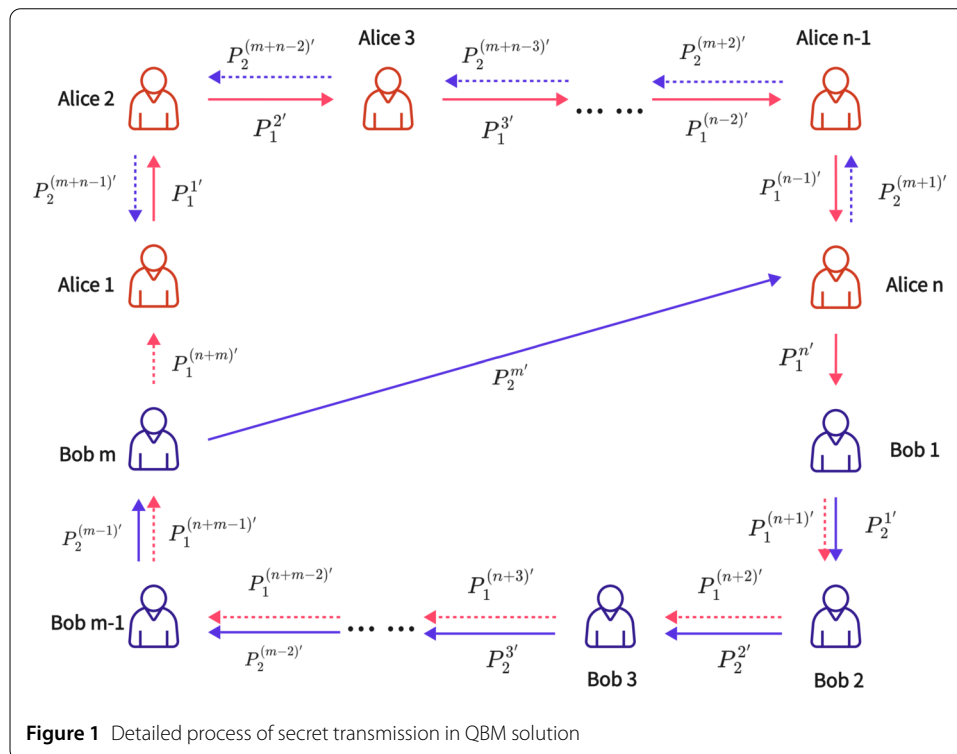 Alice 3
Alice n-1
P_2^{(m+n-2)'}
P_2^{(m+n-3)'}
P_2^{(m+2)'}
Alice 2
... ...
P_1^{2'}
P_1^{3'}
P_1^{(n-2)'}
P_2^{(m+n-1)'}
P_1^{1'}
P_1^{(n-1)'}
P_2^{(m+1)'}
Alice 1
Alice n
P_1^{(n+m)'}
P_2^{m'}
P_1^{n'}
Bob m
Bob 1
P_2^{(m-1)'}
P_1^{(n+m-1)'}
P_1^{(n+1)'}
P_2^{1'}
P_1^{(n+m-2)'}
P_1^{(n+3)'}
P_1^{(n+2)'}
Bob m-1
... ...
P_2^{(m-2)'}
P_2^{3'}
P_2^{2'}
Bob 3
Bob 2
Figure 1 Detailed process of secret transmission in QBM solution